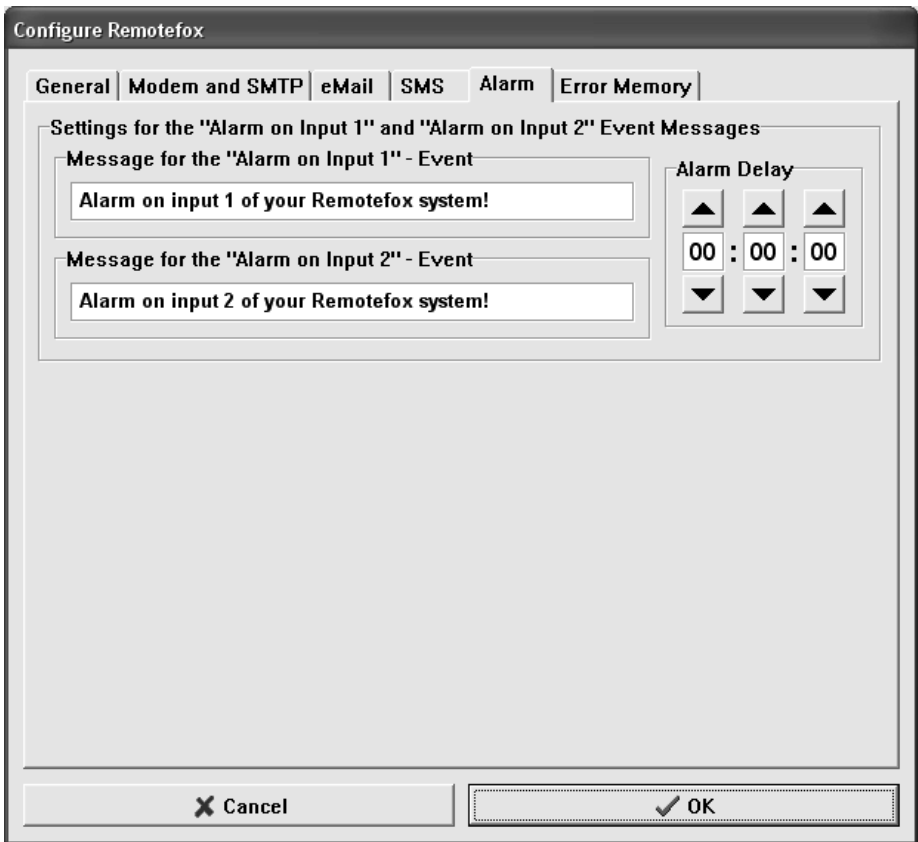 Configure Remotefox
General Modem and SMTP eMail SMS Alarm Error Memory
Settings for the "Alarm on Input 1" and "Alarm on Input 2" Event Messages
Message for the "Alarm on Input 1" - Event
Alarm on input 1 of your Remotefox system!
Message for the "Alarm on Input 2" - Event
Alarm on input 2 of your Remotefox system!
Alarm Delay
00 : 00 : 00
Cancel
OK